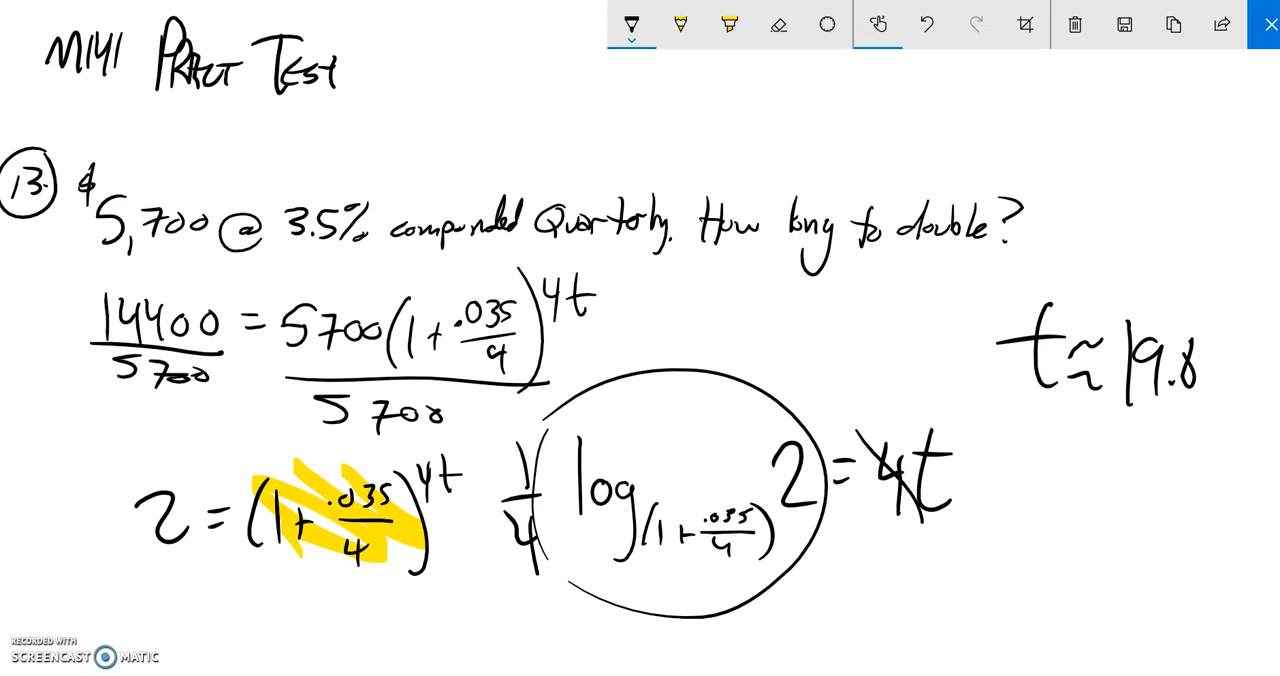 M141 PRACT TEST
13. $5,700 @ 3.5% compounded Quarterly. How long to double?
14400/5700 = 5700(1+.035/4)^4t/5700
t≈19.8
2 = (1+.035/4)^4t 1/4( log(1+.035/4) 2 = 4t
RECORDED WITH
SCREENCAST MATIC